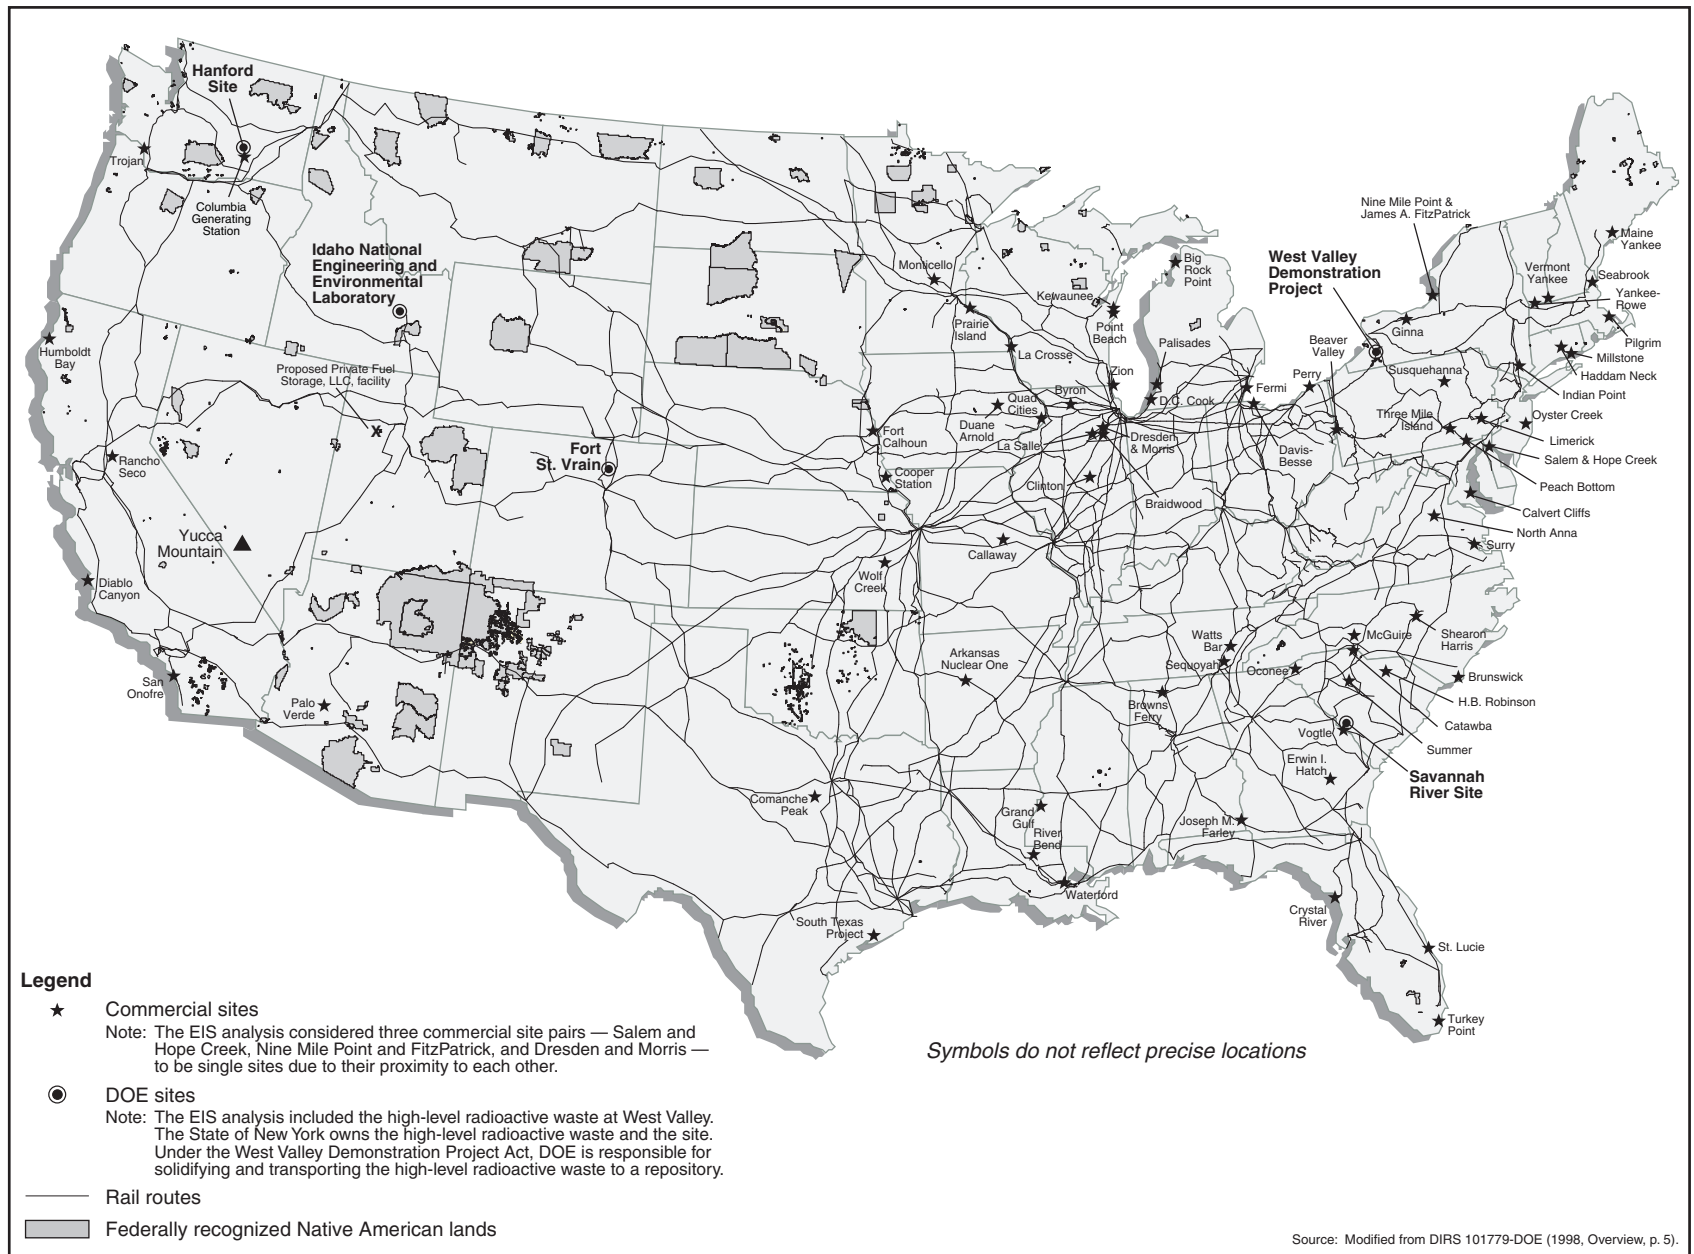 Hanford
Site
Trojan
Columbia
Generating
Station
Idaho National
Engineering and
Environmental
Laboratory
Humboldt
Bay
Proposed Private Fuel
Storage, LLC, facility
X
Rancho
Seco
Fort
St. Vrain
Yucca
Mountain
Diablo
Canyon
San
Onofre
Palo
Verde
Monticello
Prairie
Island
La Crosse
Kewaunee
Point
Beach
Big
Rock
Point
Palisades
Zion
Byron
Quad
Cities
Duane
Arnold
La Salle
D.C. Cook
Dresden
& Morris
Fort
Calhoun
Cooper
Station
Clinton
Braidwood
Callaway
Wolf
Creek
Arkansas
Nuclear One
Comanche
Peak
South Texas
Project
Grand
Gulf
River
Bend
Waterford
Nine Mile Point &
James A. FitzPatrick
West Valley
Demonstration
Project
Maine
Yankee
Vermont
Yankee
Seabrook
Yankee-
Rowe
Ginna
Pilgrim
Millstone
Haddam Neck
Indian Point
Beaver
Valley
Perry
Fermi
Davis-
Besse
Susquehanna
Three Mile
Island
Oyster Creek
Limerick
Salem & Hope Creek
Peach Bottom
Calvert Cliffs
North Anna
Surry
Watts
Bar
Sequoyah
Oconee
McGuire
Shearon
Harris
Brunswick
H.B. Robinson
Catawba
Summer
Browns
Ferry
Vogtle
Savannah
River Site
Erwin I.
Hatch
Joseph M.
Farley
Crystal
River
St. Lucie
Turkey
Point
Symbols do not reflect precise locations
Legend
Commercial sites
Note: The EIS analysis considered three commercial site pairs — Salem and
Hope Creek, Nine Mile Point and FitzPatrick, and Dresden and Morris —
to be single sites due to their proximity to each other.
DOE sites
Note: The EIS analysis included the high-level radioactive waste at West Valley.
The State of New York owns the high-level radioactive waste and the site.
Under the West Valley Demonstration Project Act, DOE is responsible for
solidifying and transporting the high-level radioactive waste to a repository.
Rail routes
Federally recognized Native American lands
Source: Modified from DIRS 101779-DOE (1998, Overview, p. 5).